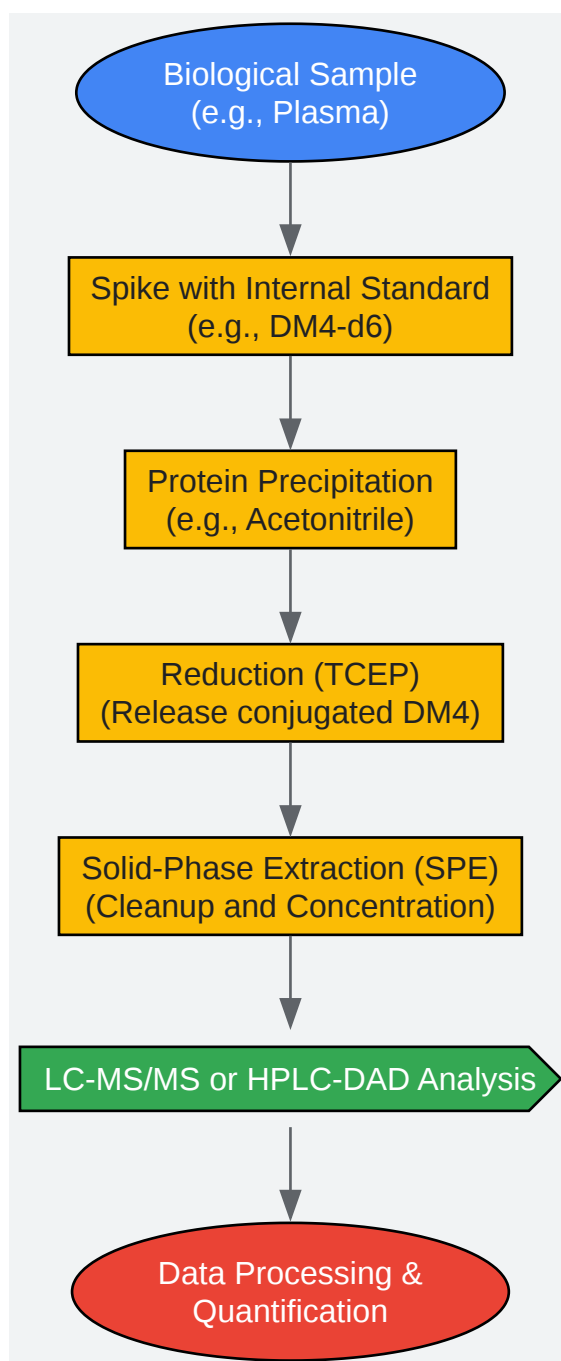 Biological Sample
(e.g., Plasma)
Spike with Internal Standard
(e.g., DM4-d6)
Protein Precipitation
(e.g., Acetonitrile)
Reduction (TCEP)
(Release conjugated DM4)
Solid-Phase Extraction (SPE)
(Cleanup and Concentration)
LC-MS/MS or HPLC-DAD Analysis
Data Processing &
Quantification